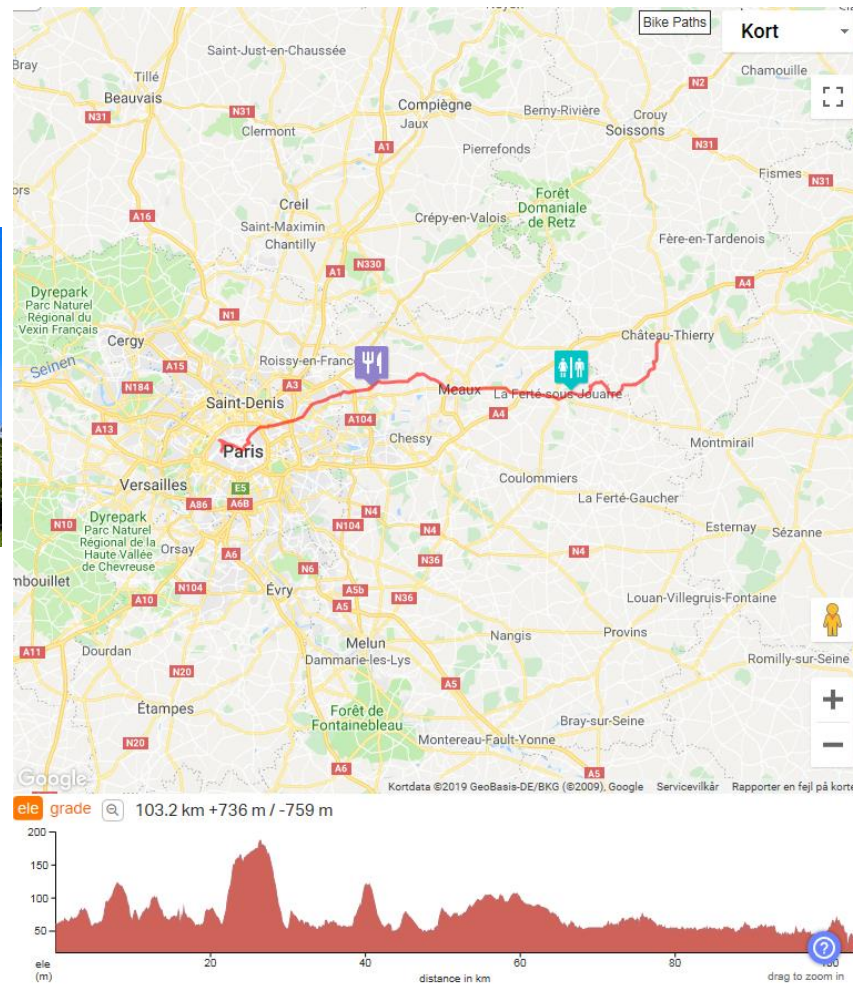 Noyon
Bike Paths
Kort
Bray
Saint-Just-en-Chaussée
Tillé
Chamouille
N2
Beauvais
Compiègne
N31
N31
Jaux
Berny-Rivière
Crouy
Clermont
Soissons
A1
Pierrefonds
N31
Fismes
N31
ors
Creil
Forêt
Domaniale
de Retz
A16
Saint-Maximin
Crépy-en-Valois
Chantilly
Fère-en-Tardenois
A1
N330
A4
Dyrepark
Parc Naturel
Régional du
Vexin Français
N1
Château-Thierry
Cergy
Seinen
A15
Roissy-en-Franc
N184
A3
Meaux
La Ferté-sous-Jouarre
Saint-Denis
A4
A13
A104
Chessy
Montmirail
Paris
Versailles
Coulommiers
E5
La Ferté-Gaucher
A86
A6B
N4
N10
Dyrepark
Parc Naturel
Régional de la
Haute Vallée
de Chevreuse
N104
N4
Esternay
Sézanne
Orsay
A6
N4
N36
mbouillet
N6
N104
Évry
A5b
N36
Louan-Villegruis-Fontaine
A10
A5
Nangis
Provins
A11
Dourdan
Melun
Dammarie-les-Lys
Romilly-sur-Seine
N20
A5
Étampes
Forêt de
Fontainebleau
Bray-sur-Seine
N20
Montereau-Fault-Yonne
A6
A5
Google
Kortdata ©2019 GeoBasis-DE/BKG (©2009), Google Servicevilkår Rapporter en fejl på korte
ele grade 103.2 km +736 m / -759 m
200
150
100
50
ele
(m)
20
40
60
80
100
distance in km
drag to zoom in